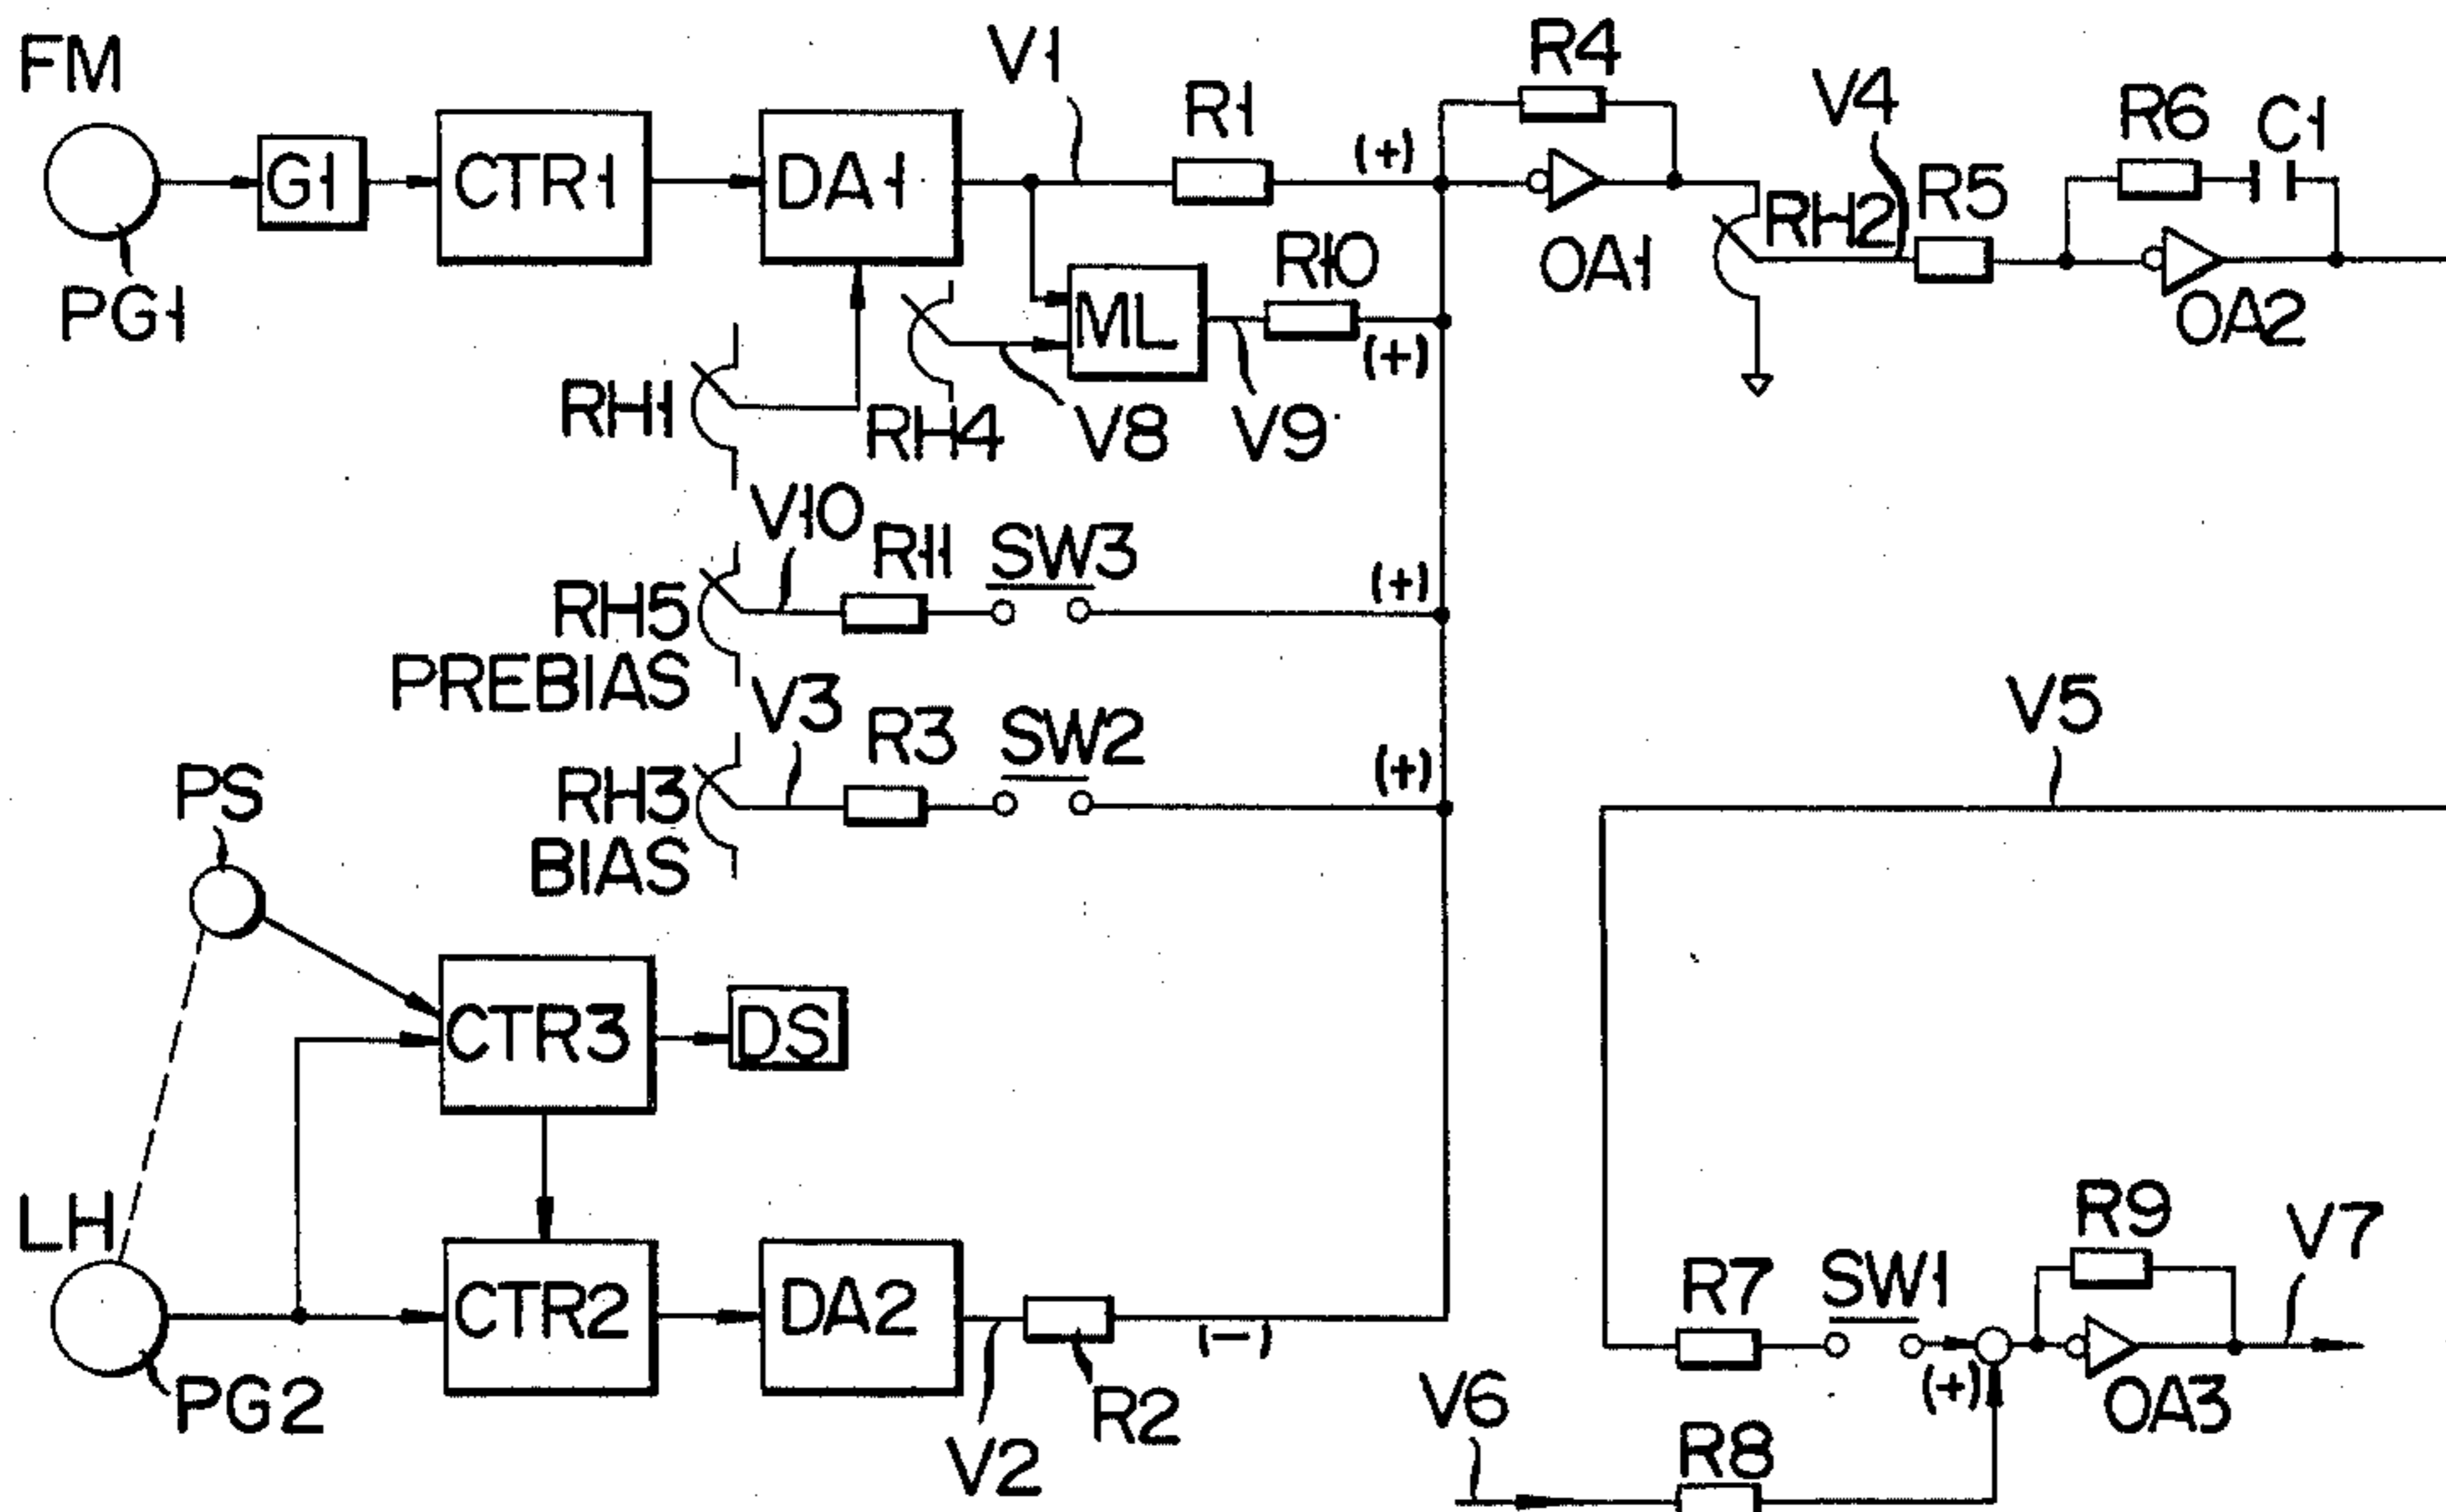 FM
PG1
G1
CTR1
DA1
V1
R1
(+)
R4
OA1
V4
RH2
R5
R6
C1
OA2
ML
R10
(+)
RH1
RH4
V8
V9
V10
RH5
PREBIAS
R11
SW3
(+)
V3
RH3
BIAS
R3
SW2
(+)
V5
PS
CTR3
DS
LH
PG2
CTR2
DA2
V2
R2
(-)
R7
SW1
(+)
R9
OA3
V7
V6
R8